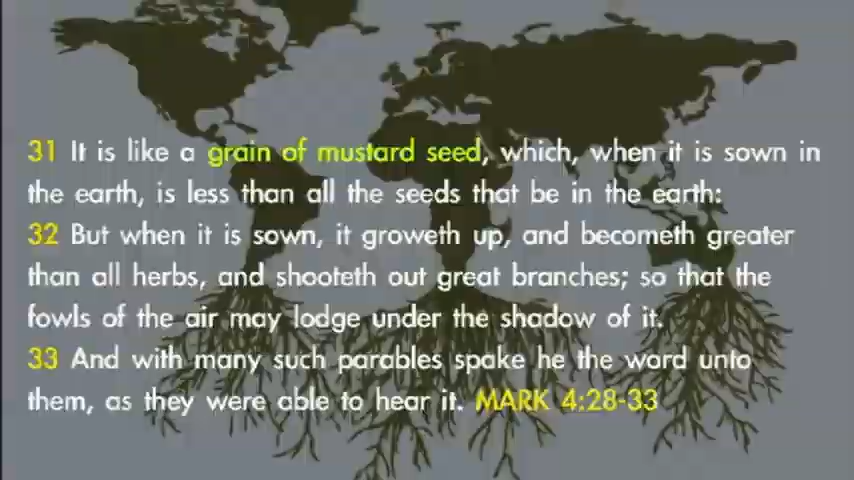 31 It is like a grain of mustard seed, which, when it is sown in
the earth, is less than all the seeds that be in the earth:
32 But when it is sown, it groweth up, and becometh greater
than all herbs, and shooteth out great branches; so that the
fowls of the air may lodge under the shadow of it.
33 And with many such parables spake he the word unto
them, as they were able to hear it. MARK 4:28-33